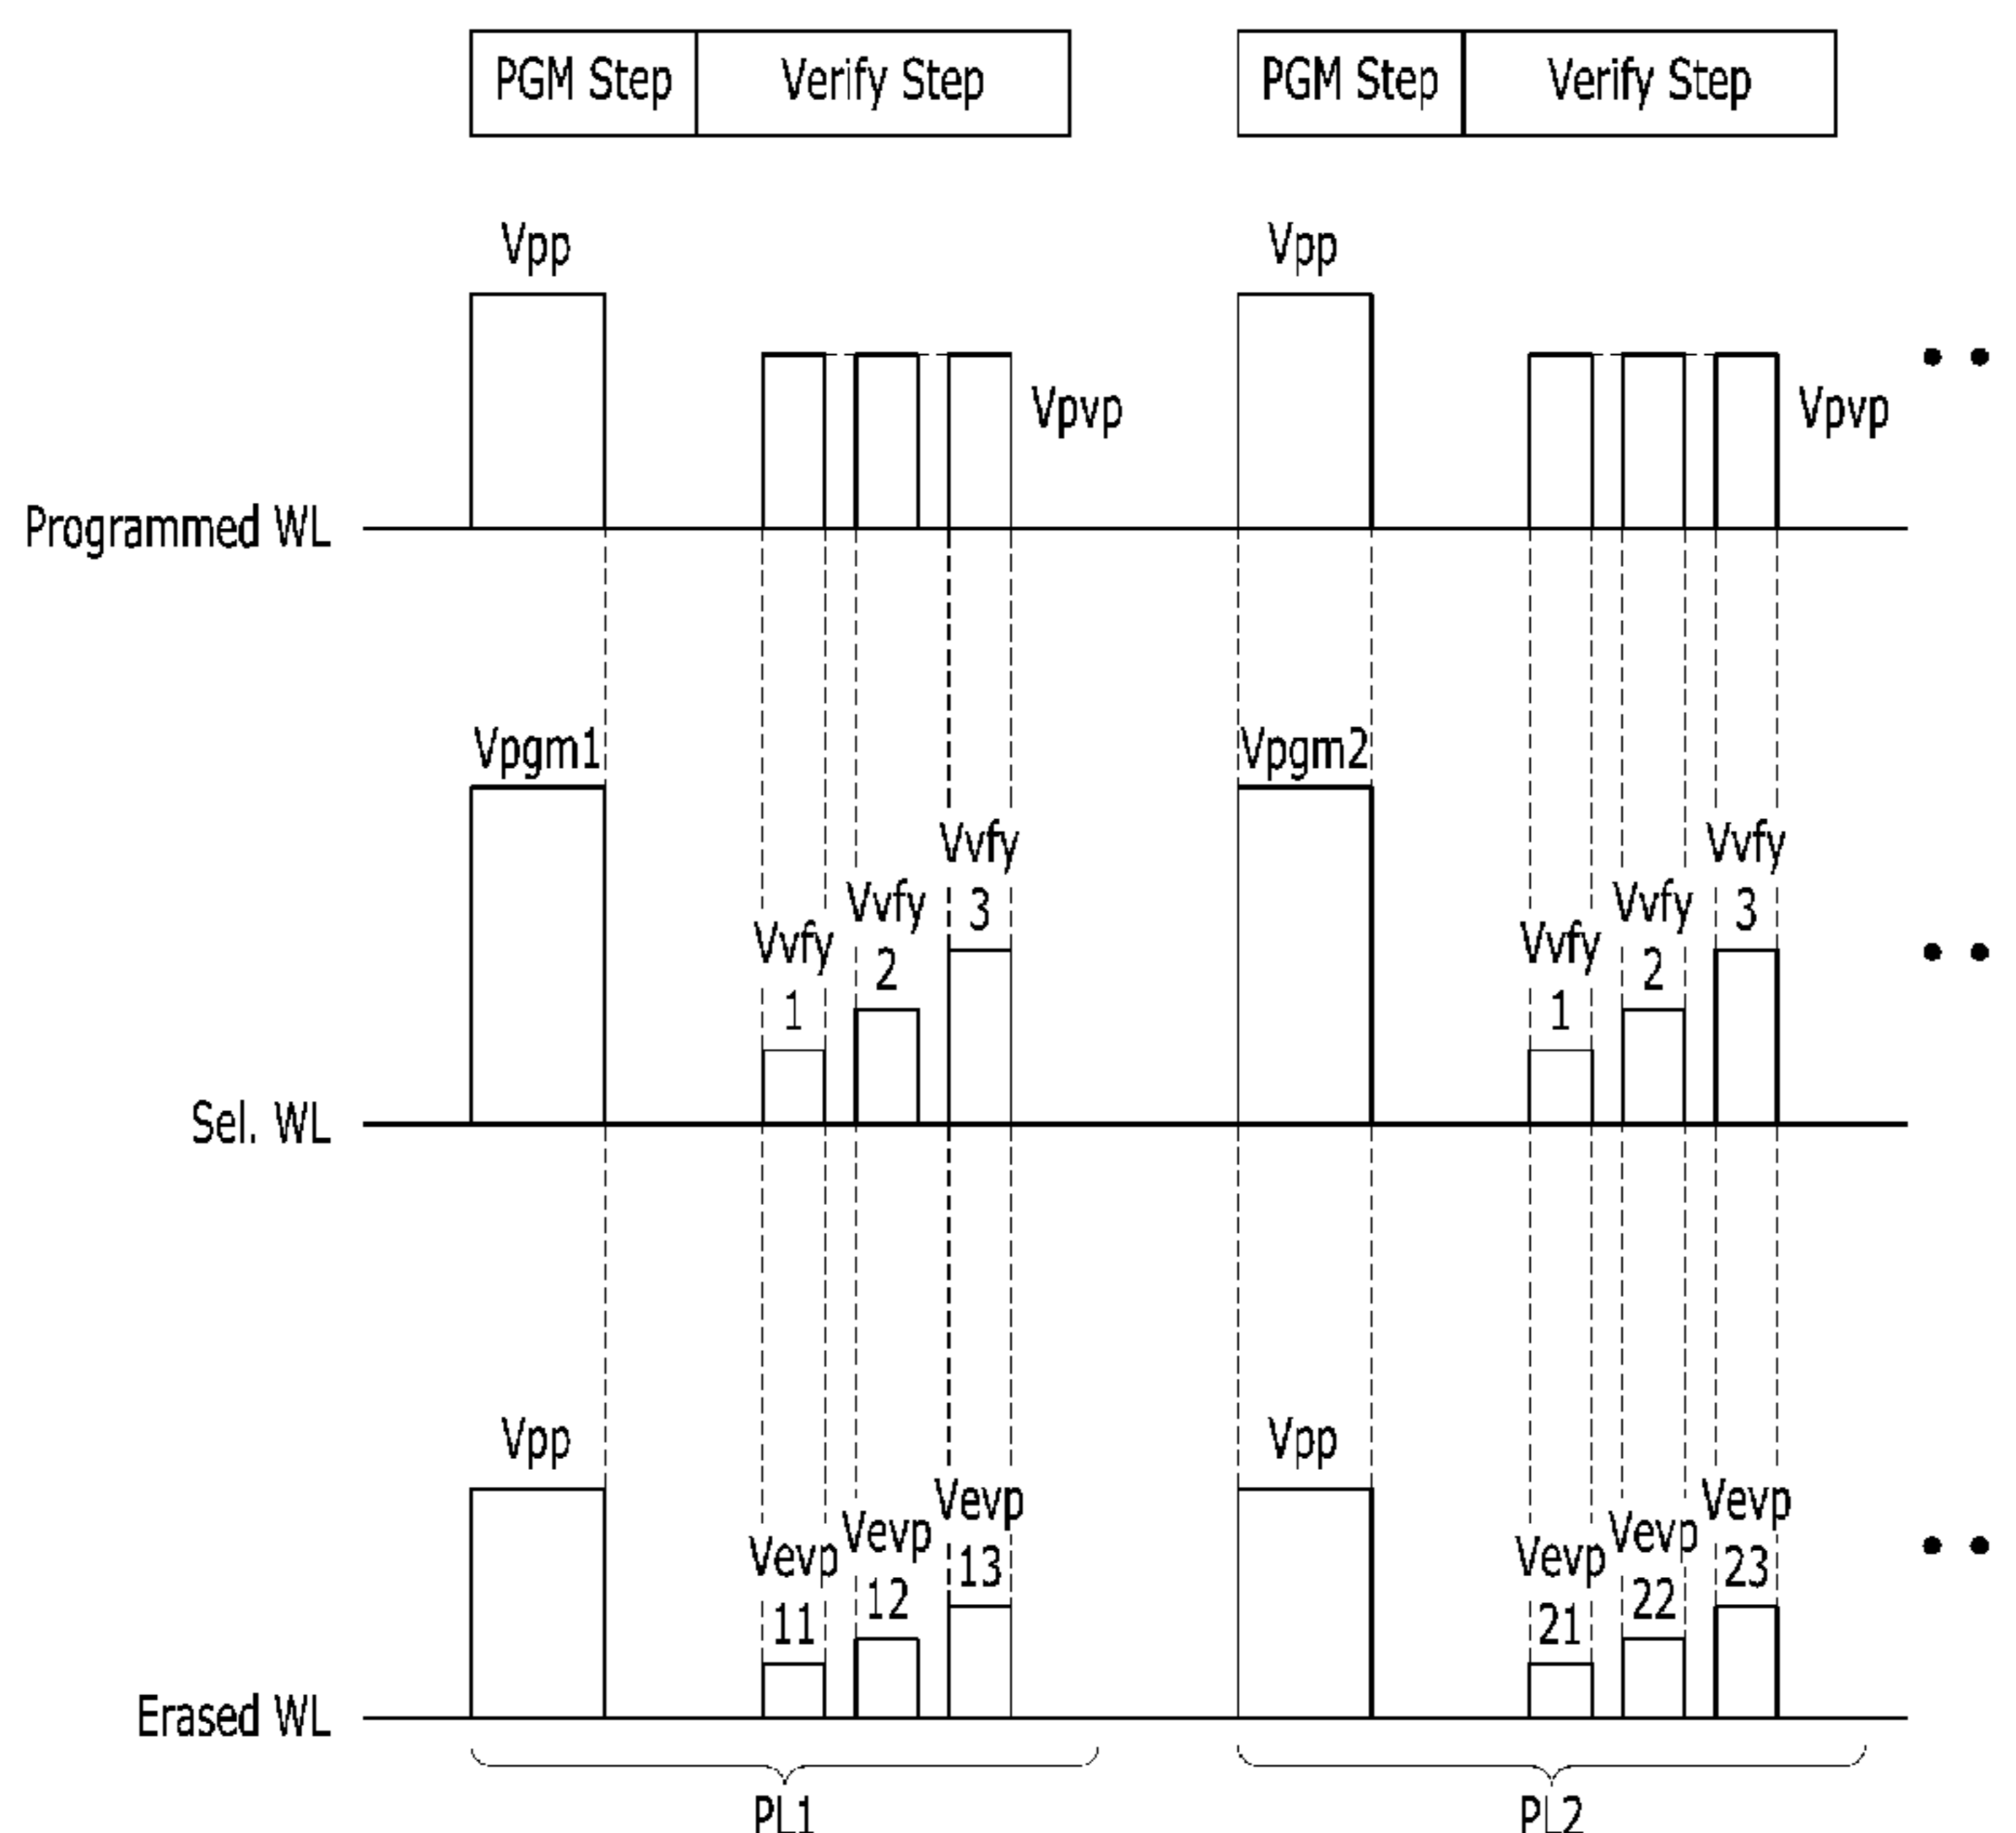 PGM Step Verify Step PGM Step Verify Step
Vpp Vpp
Vpvp Vpvp
Programmed WL
Vpgm1 Vpgm2
Vvfy 3 Vvfy 3
Vvfy 2 Vvfy 2
Vvfy 1 Vvfy 1
Sel. WL
Vpp Vpp
Vevp 13 Vevp 23
Vevp 12 Vevp 22
Vevp 11 Vevp 21
Erased WL
PL1 PL2